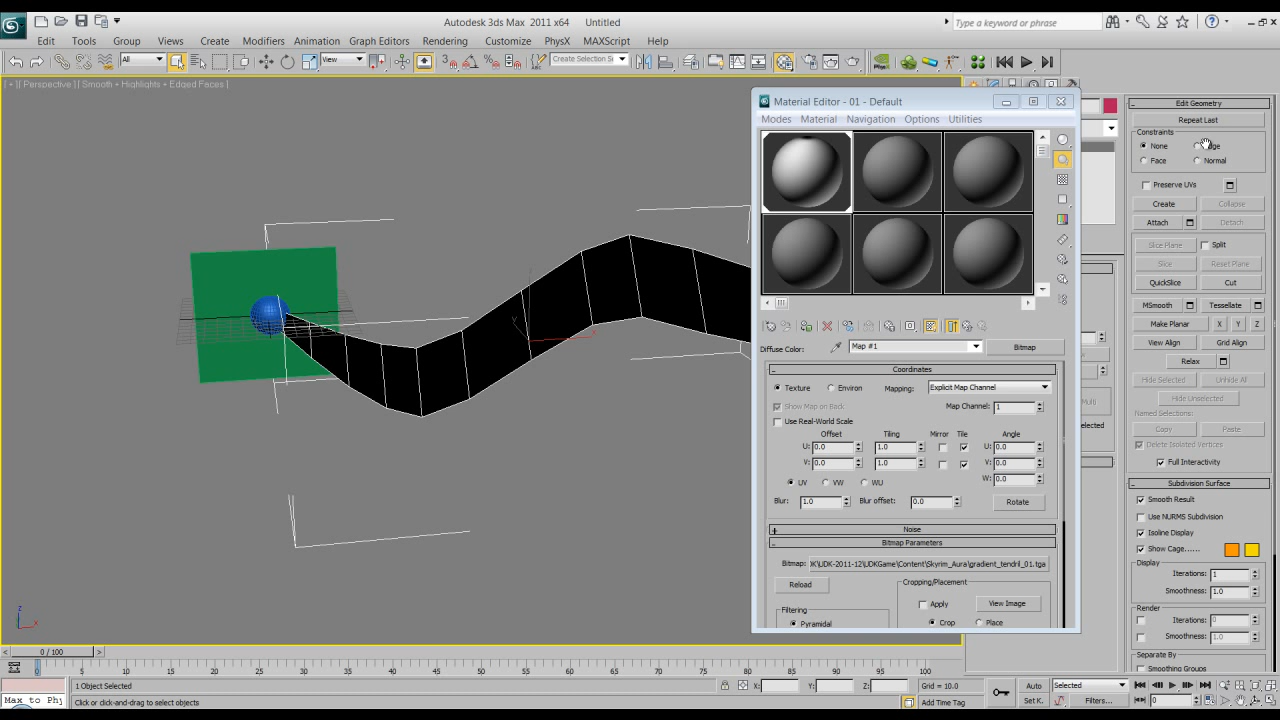 Autodesk 3ds Max 2011 x64 Untitled
Type a keyword or phrase
Edit Tools Group Views Create Modifiers Animation Graph Editors Rendering Customize PhysX MAXScript Help
All View Create Selection Se
[ + ][ Perspective ] [ Smooth + Highlights + Edged Faces ]
Material Editor - 01 - Default
Modes Material Navigation Options Utilities
Diffuse Color: Map #1 Bitmap
Coordinates
Texture Environ Mapping: Explicit Map Channel
Show Map on Back Map Channel: 1
Use Real-World Scale
Offset Tiling Mirror Tile Angle
U: 0.0 1.0 U: 0.0
V: 0.0 1.0 V: 0.0
UV VW WU W: 0.0
Blur: 1.0 Blur offset: 0.0 Rotate
Noise
Bitmap Parameters
Bitmap: )K\UDK-2011-12\UDKGame\Content\Skyrim_Aura\gradient_tendril_01.tga
Reload Cropping/Placement
Apply View Image
Filtering Crop Place
Pyramidal
Edit Geometry
Repeat Last
Constraints
None
Face Normal
Preserve UVs
Create Collapse
Attach Detach
Slice Plane Split
Slice Reset Plane
QuickSlice Cut
MSmooth Tessellate
Make Planar X Y Z
View Align Grid Align
Relax
Hide Selected Unhide All
Hide Unselected
Named Selections:
Copy Paste
Delete Isolated Vertices
Full Interactivity
Subdivision Surface
Smooth Result
Use NURMS Subdivision
Isoline Display
Show Cage......
Display
Iterations: 1
Smoothness: 1.0
Render
Iterations: 0
Smoothness: 1.0
Separate By
Smoothing Groups
Multi
elected
z
x
y
x
0 / 100
0 5 10 15 20 25 30 35 40 45 50 55 60 65 70 75 80 85 90 95 100
1 Object Selected X: Y: Z: Grid = 10.0 Auto Selected
Max to Phy Click or click-and-drag to select objects Add Time Tag Set K. Filters... 0